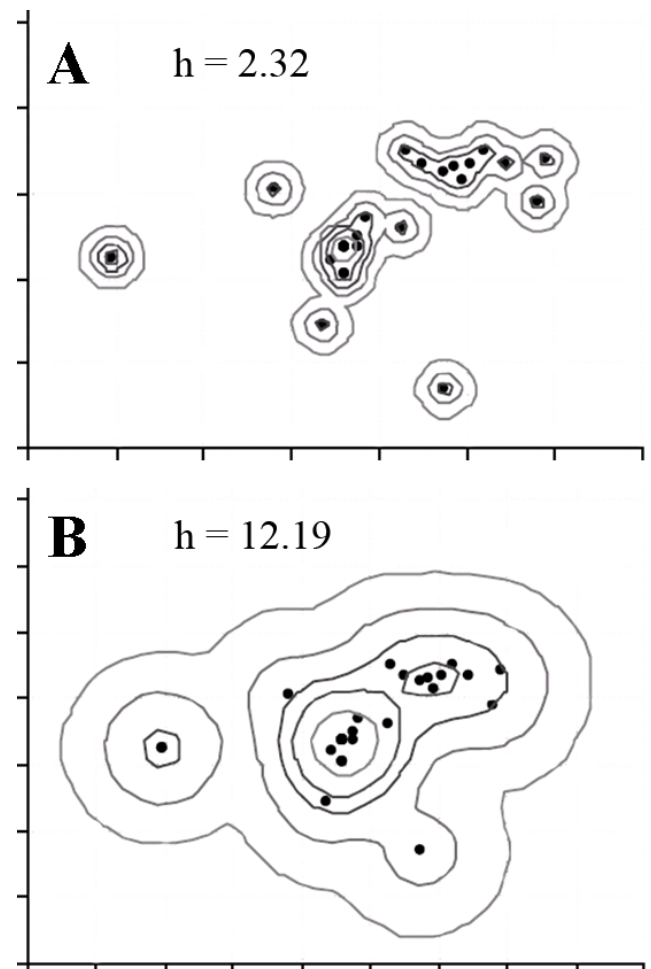 A h = 2.32
B h = 12.19